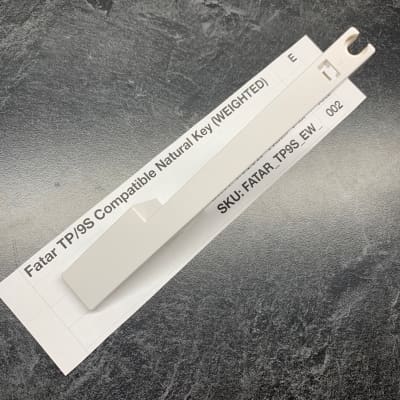 Fatar TP/9S Compatible Natural Key (WEIGHTED) E
SKU: FATAR_TP9S_EW_ 002